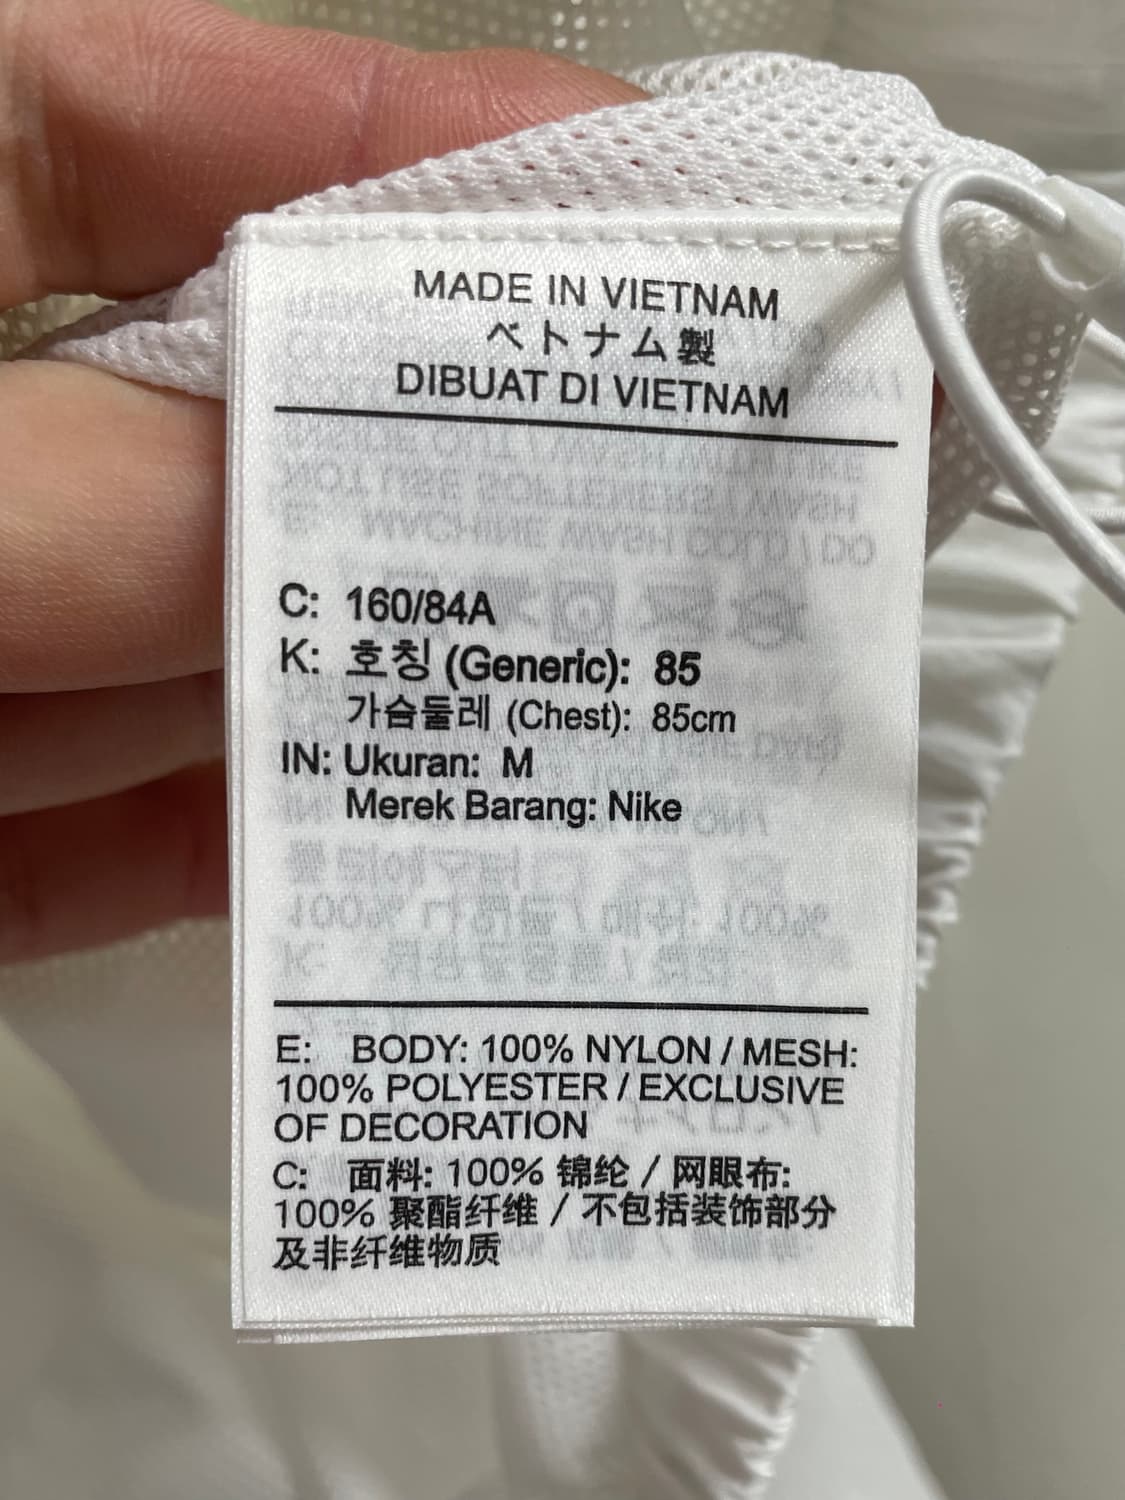 MADE IN VIETNAM
ベトナム製
DIBUAT DI VIETNAM
C: 160/84A
K: 호칭 (Generic): 85
가슴둘레 (Chest): 85cm
IN: Ukuran: M
Merek Barang: Nike
E: BODY: 100% NYLON / MESH:
100% POLYESTER / EXCLUSIVE
OF DECORATION
C: 面料: 100% 锦纶 / 网眼布:
100% 聚酯纤维 / 不包括装饰部分
及非纤维物质